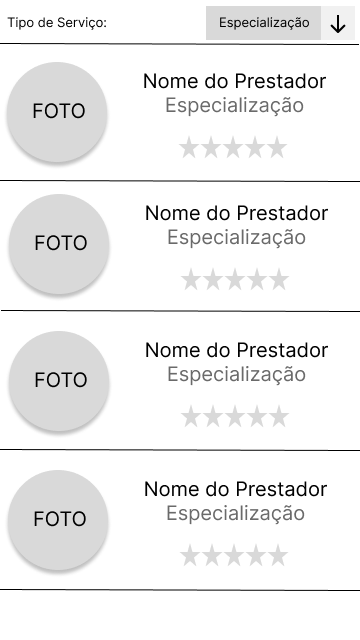 Tipo de Serviço:
Especialização
FOTO
Nome do Prestador
Especialização
FOTO
Nome do Prestador
Especialização
FOTO
Nome do Prestador
Especialização
FOTO
Nome do Prestador
Especialização